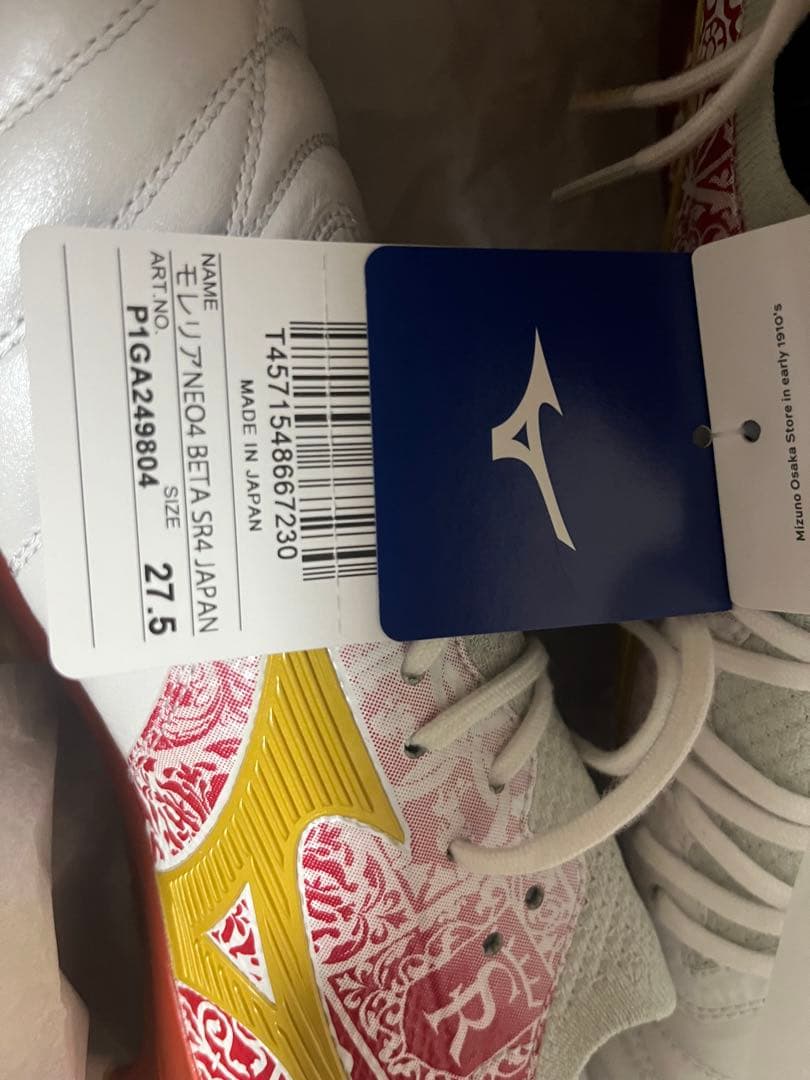 T4571548667230
MADE IN JAPAN
NAME
モレリアNEO4 BETA SR4 JAPAN
ART.NO.
SIZE
P1GA249804
27.5
Mizuno Osaka Store in early 1910's
SR